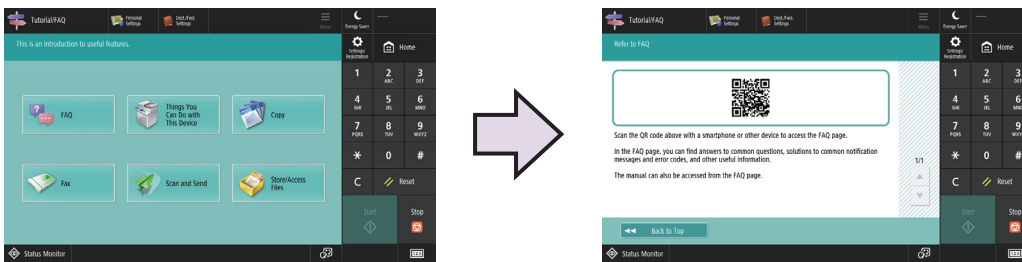 Tutorial/FAQ
Personal
Settings
Dest./Fwd.
Settings
Menu
Energy Saver
This is an introduction to useful features.
Settings/
Registration
Home
1
2
ABC
3
DEF
4
GHI
5
JKL
6
MNO
7
PQRS
8
TUV
9
WXYZ
*
0
#
C
Reset
Start
Stop
FAQ
Things You
Can Do with
This Device
Copy
Fax
Scan and Send
Store/Access
Files
Status Monitor
123
Tutorial/FAQ
Personal
Settings
Dest./Fwd.
Settings
Menu
Energy Saver
Refer to FAQ
Settings/
Registration
Home
1
2
ABC
3
DEF
4
GHI
5
JKL
6
MNO
7
PQRS
8
TUV
9
WXYZ
*
0
#
C
Reset
Start
Stop
Scan the QR code above with a smartphone or other device to access the FAQ page.
In the FAQ page, you can find answers to common questions, solutions to common notification
messages and error codes, and other useful information.
The manual can also be accessed from the FAQ page.
1/1
Back to Top
Status Monitor
123